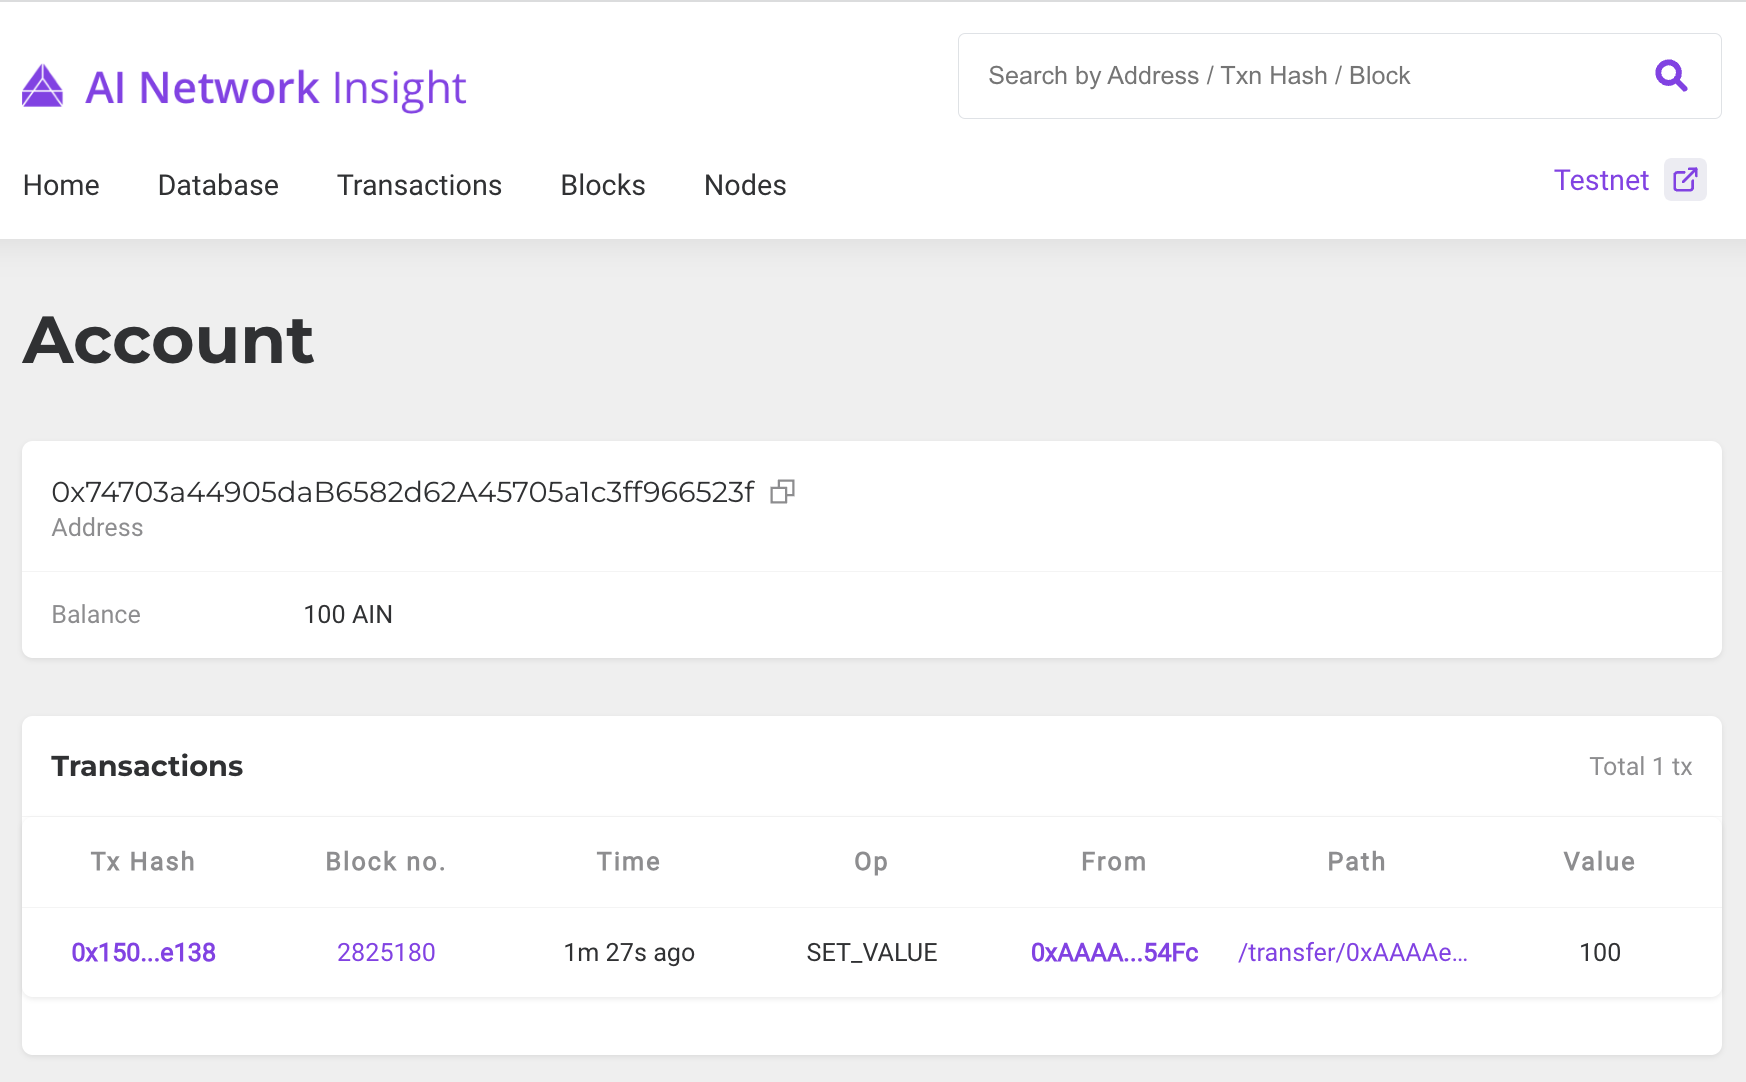 AI Network Insight
Search by Address / Txn Hash / Block
Home Database Transactions Blocks Nodes
Testnet
Account
0x74703a44905daB6582d62A45705a1c3ff966523f
Address
Balance 100 AIN
Transactions Total 1 tx
Tx Hash Block no. Time Op From Path Value
0x150...e138 2825180 1m 27s ago SET_VALUE 0xAAAA...54Fc /transfer/0xAAAAe... 100